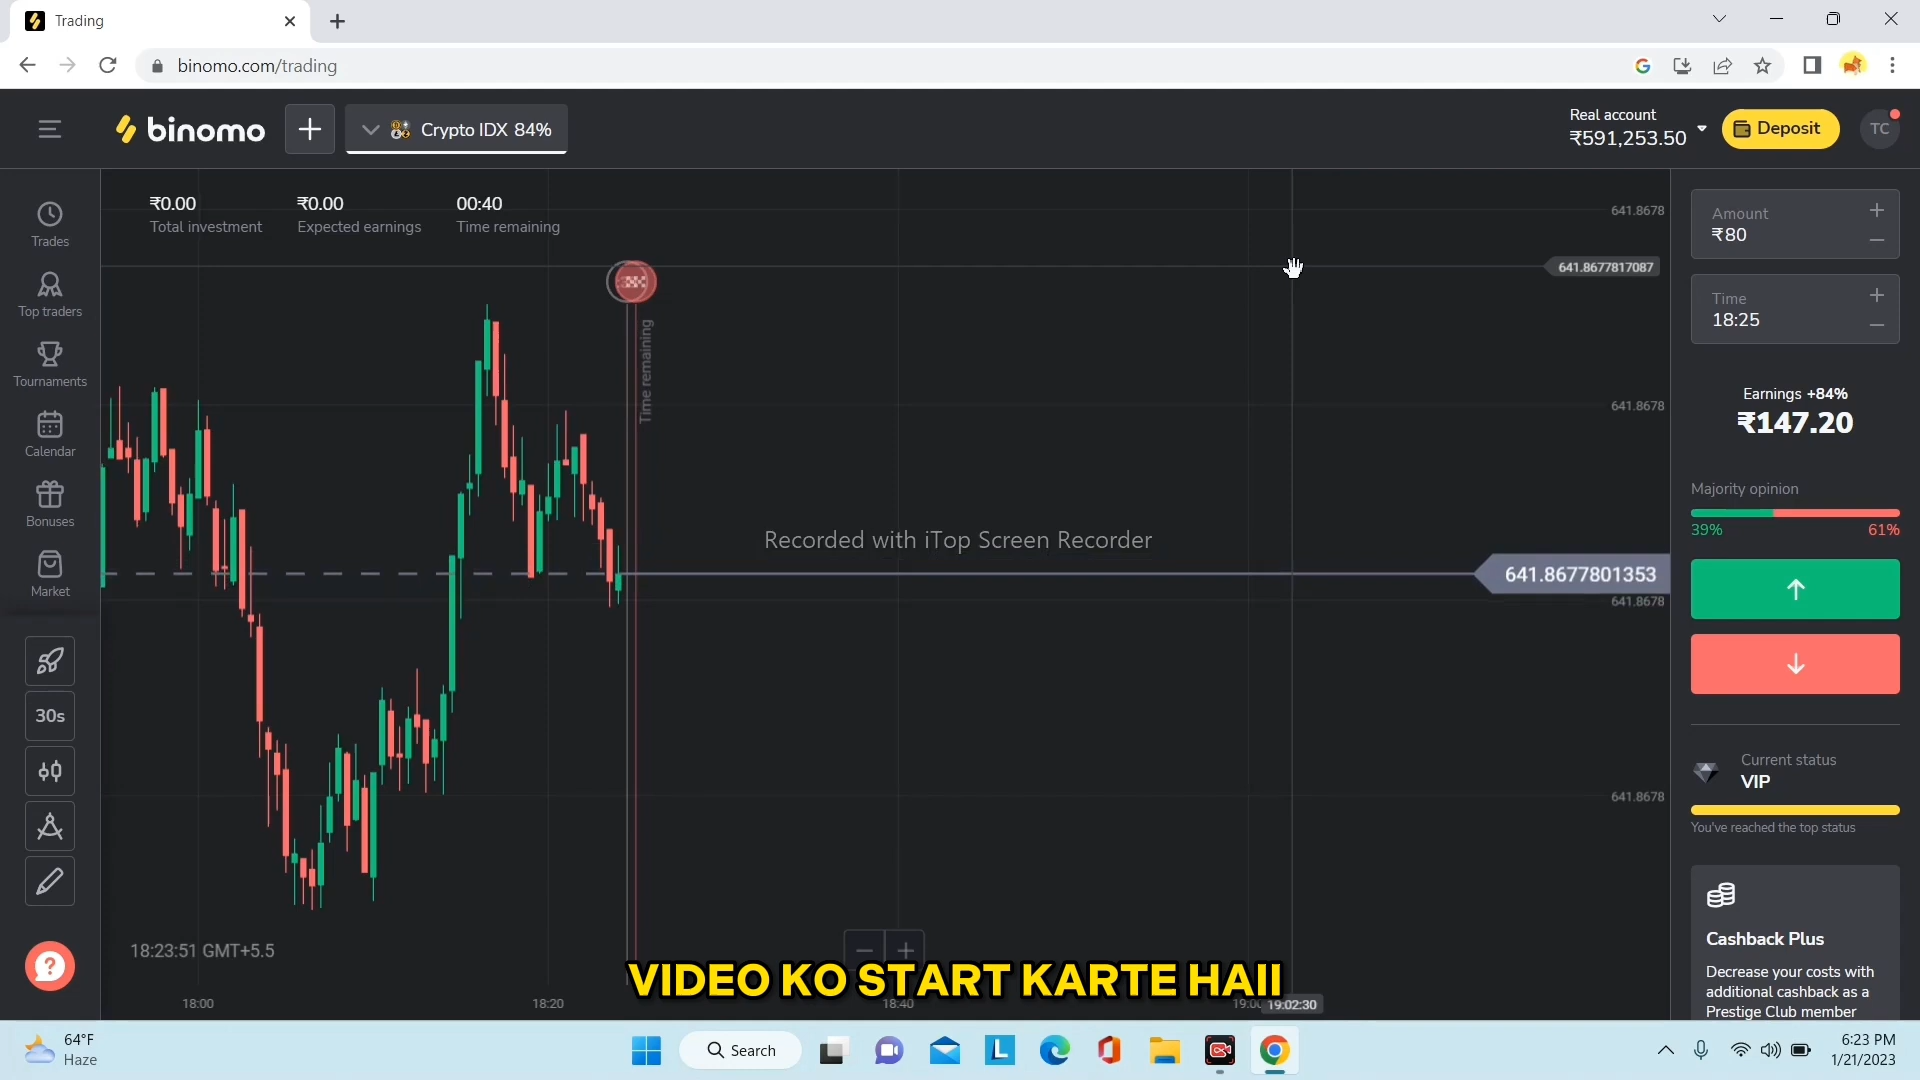 Trading
binomo.com/trading
binomo
Crypto IDX 84%
Real account
₹591,253.50
Deposit
TC
Trades
Top traders
Tournaments
Calendar
Bonuses
Market
30s
₹0.00
Total investment
₹0.00
Expected earnings
00:40
Time remaining
Time remaining
641.8678
641.8677817087
641.8678
641.8677801353
641.8678
641.8678
Recorded with iTop Screen Recorder
18:23:51 GMT+5.5
18:00
18:20
18:40
19:02:30
VIDEO KO START KARTE HAII
Amount
₹80
Time
18:25
Earnings +84%
₹147.20
Majority opinion
39%
61%
Current status
VIP
You've reached the top status
Cashback Plus
Decrease your costs with
additional cashback as a
Prestige Club member
64°F
Haze
Search
6:23 PM
1/21/2023